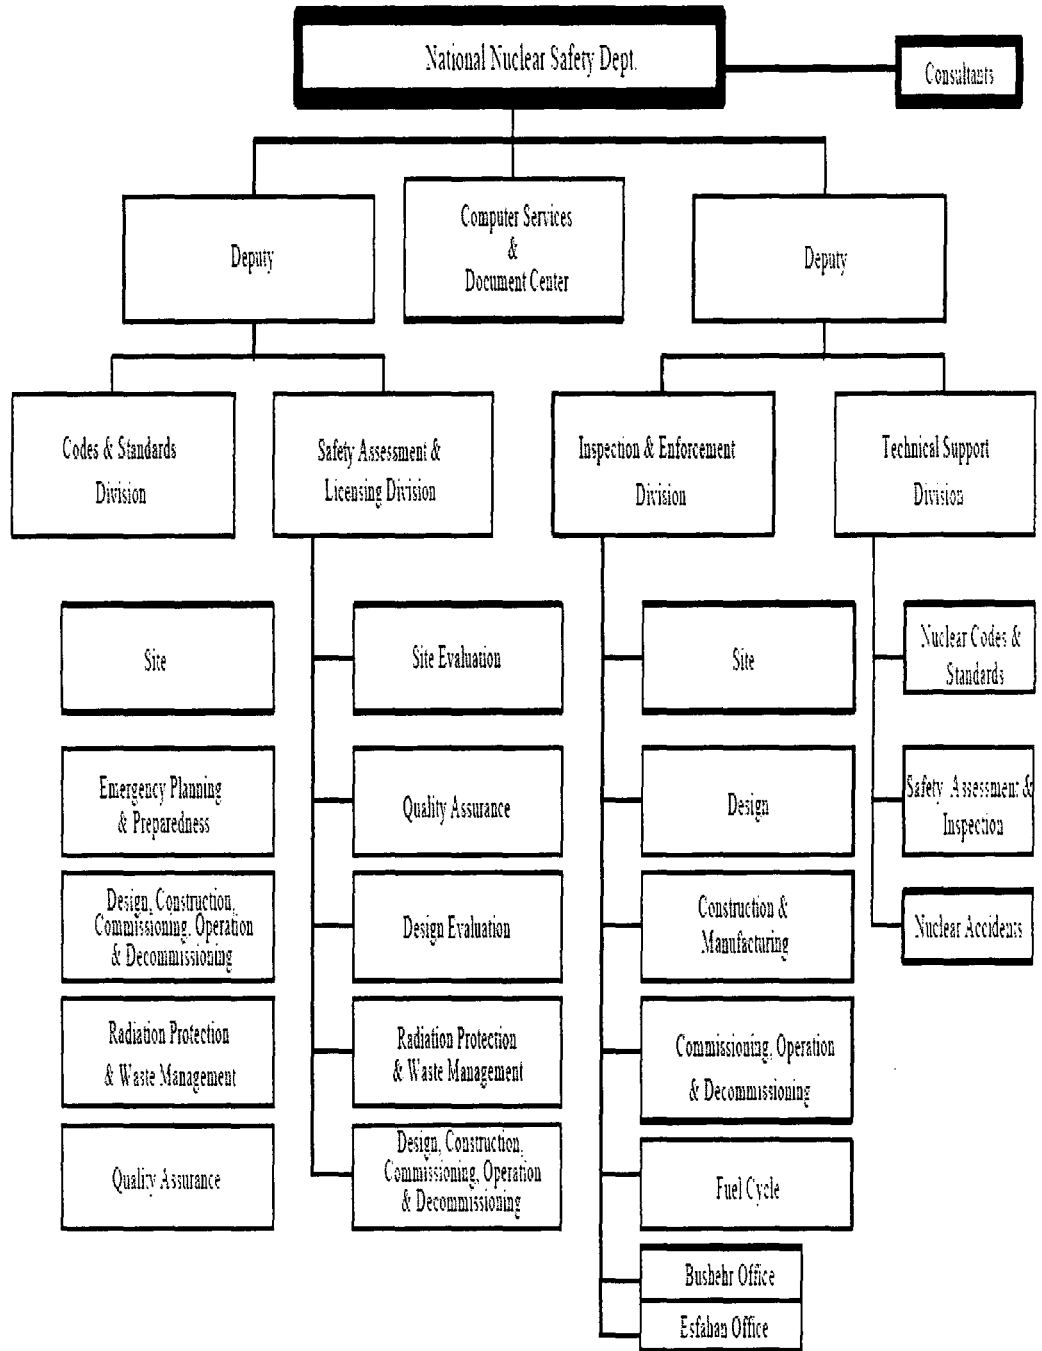 National Nuclear Safety Dept.
Consultants
Deputy
Computer Services
&
Document Center
Deputy
Codes & Standards
Division
Safety Assessment &
Licensing Division
Inspection & Enforcement
Division
Technical Support
Division
Site
Emergency Planning
& Preparedness
Design, Construction,
Commissioning, Operation
& Decommissioning
Radiation Protection
& Waste Management
Quality Assurance
Site Evaluation
Quality Assurance
Design Evaluation
Radiation Protection
& Waste Management
Design, Construction,
Commissioning, Operation
& Decommissioning
Site
Design
Construction &
Manufacturing
Commissioning, Operation
& Decommissioning
Fuel Cycle
Bushehr Office
Esfahan Office
Nuclear Codes &
Standards
Safety Assessment &
Inspection
Nuclear Accidents